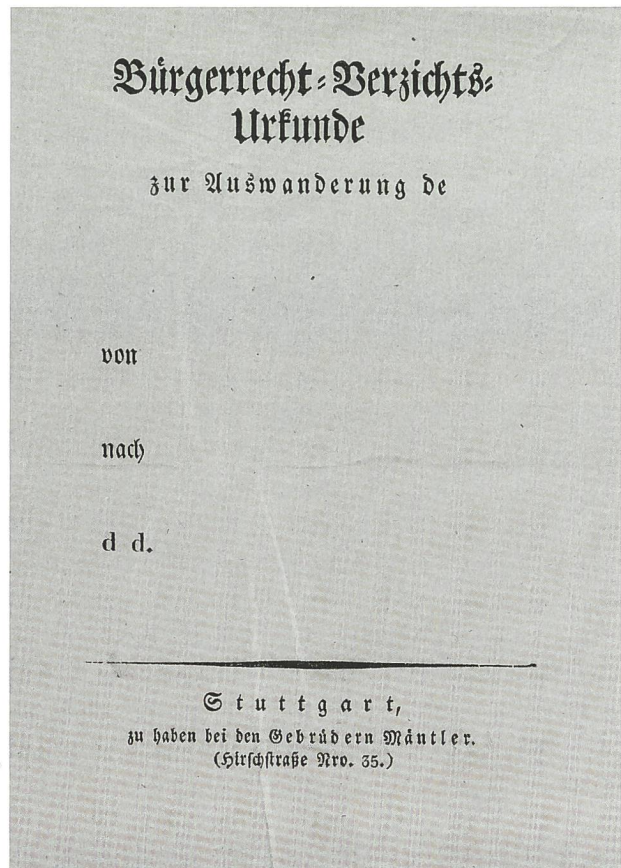 Bürgerrecht-Verzichts-
Urkunde
zur Auswanderung de
von
nach
d d.
Stuttgart,
zu haben bei den Gebrüdern Mäntler.
(Hirschstraße Nro. 35.)